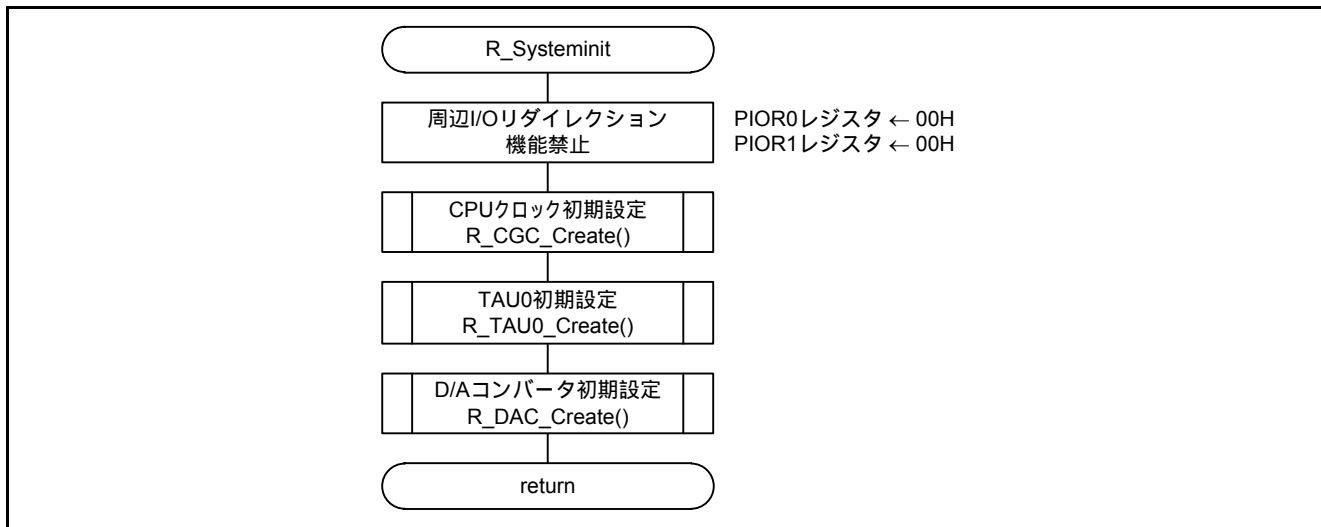 R_Systeminit
周辺I/Oリダイレクション
機能禁止
PIOR0レジスタ ← 00H
PIOR1レジスタ ← 00H
CPUクロック初期設定
R_CGC_Create()
TAU0初期設定
R_TAU0_Create()
D/Aコンバータ初期設定
R_DAC_Create()
return